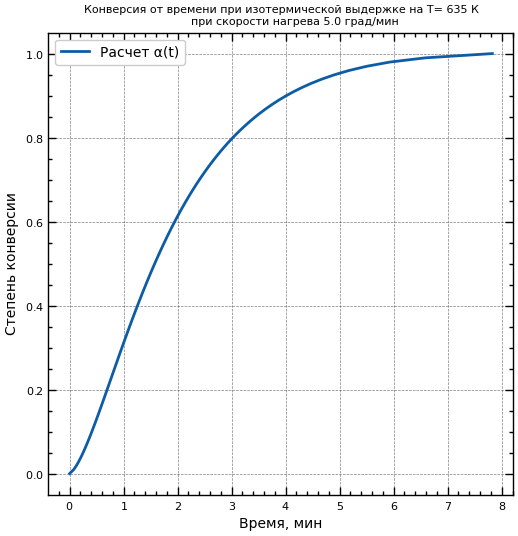 Конверсия от времени при изотермической выдержке на T= 635 K
при скорости нагрева 5.0 град/мин
Расчет α(t)
1.0
0.8
0.6
0.4
0.2
0.0
Степень конверсии
0 1 2 3 4 5 6 7 8
Время, мин